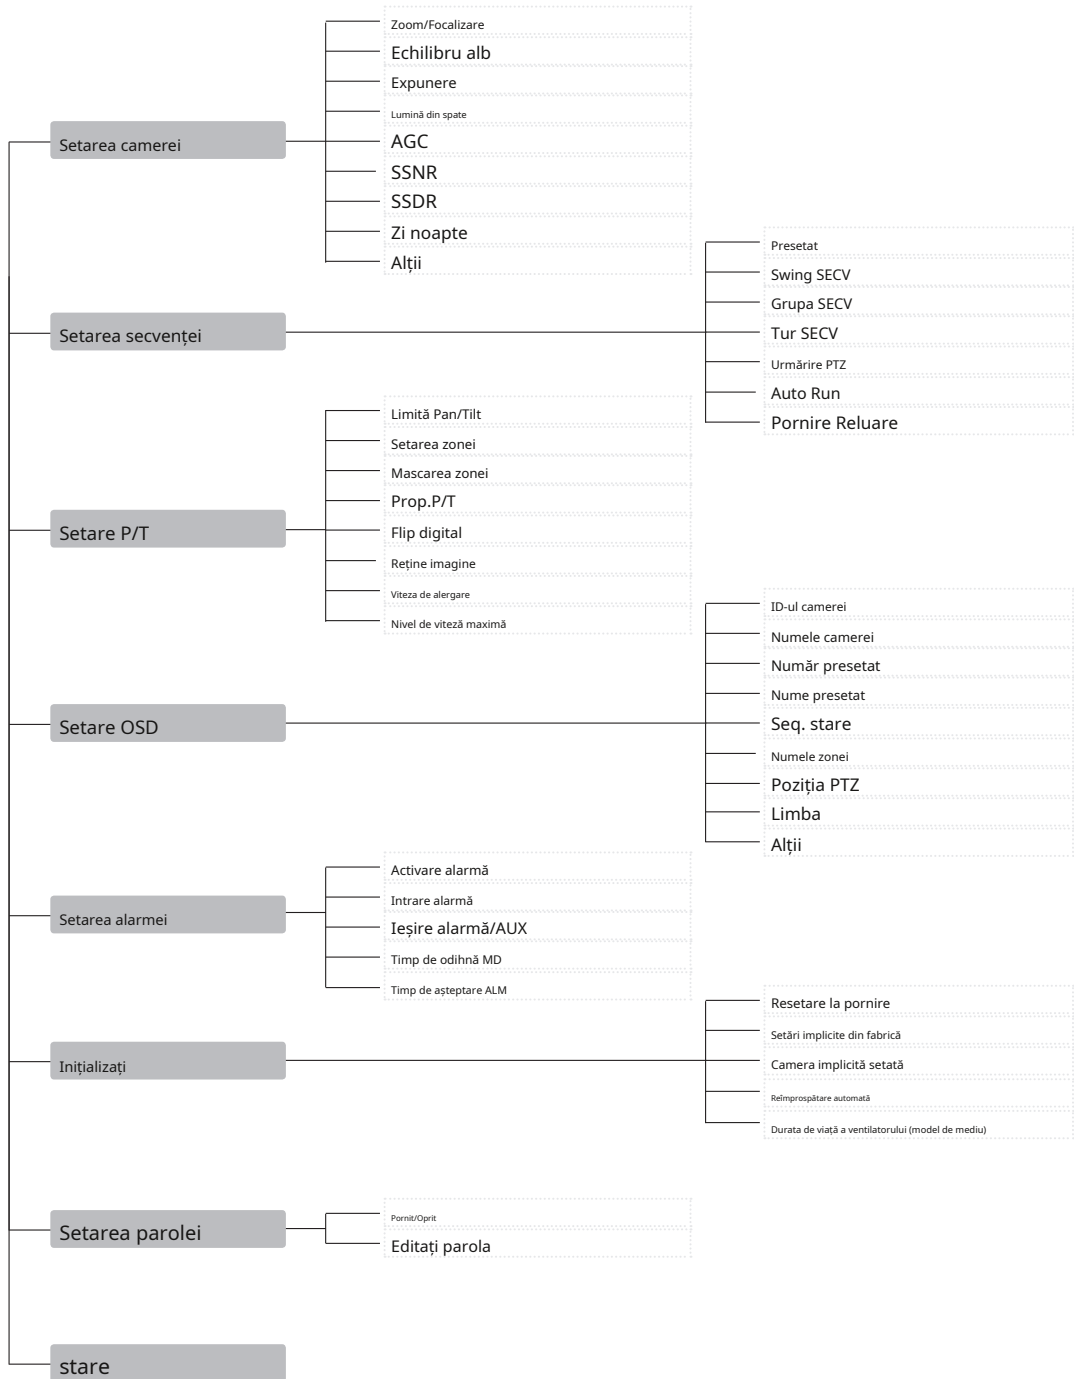 Setarea camerei
Zoom/Focalizare
Echilibru alb
Expunere
Lumină din spate
AGC
SSNR
SSDR
Zi noapte
Alții
Setarea secvenței
Presetat
Swing SECV
Grupa SECV
Tur SECV
Urmărire PTZ
Auto Run
Pornire Reluare
Setare P/T
Limită Pan/Tilt
Setarea zonei
Mascarea zonei
Prop.P/T
Flip digital
Reține imagine
Viteza de alergare
Nivel de viteză maximă
Setare OSD
ID-ul camerei
Numele camerei
Număr presetat
Nume presetat
Seq. stare
Numele zonei
Poziția PTZ
Limba
Alții
Setarea alarmei
Activare alarmă
Intrare alarmă
Ieșire alarmă/AUX
Timp de odihnă MD
Timp de așteptare ALM
Inițializați
Resetare la pornire
Setări implicite din fabrică
Camera implicită setată
Reîmprospătare automată
Durata de viață a ventilatorului (model de mediu)
Setarea parolei
Pornit/Oprit
Editați parola
stare